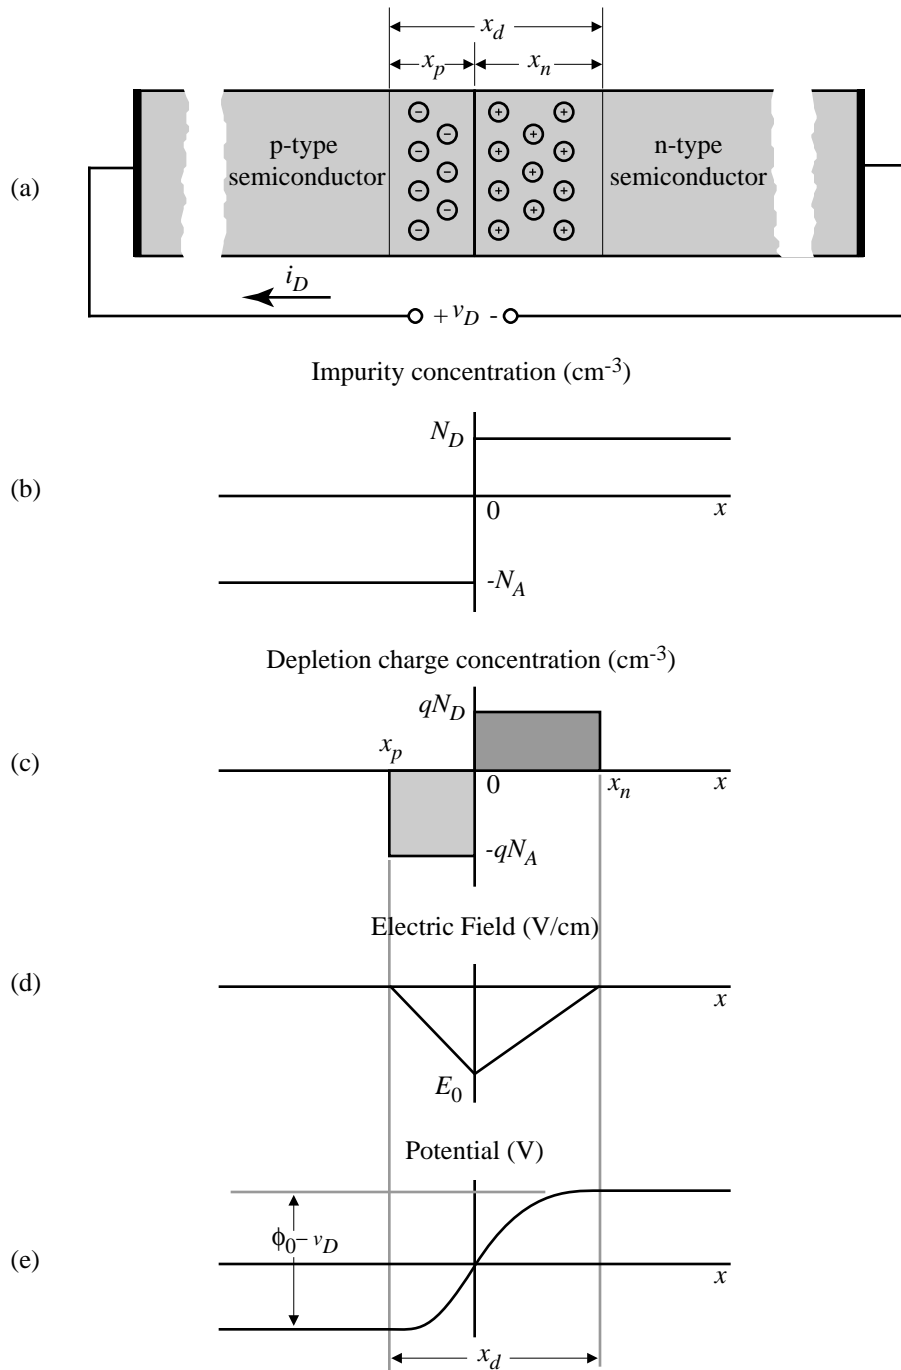 x_d
x_p x_n
(a)
p-type semiconductor
n-type semiconductor
i_D
+ v_D -
Impurity concentration (cm^-3)
N_D
(b)
0 x
-N_A
Depletion charge concentration (cm^-3)
qN_D
x_p
(c)
0 x_n x
-qN_A
Electric Field (V/cm)
(d)
x
E_0
Potential (V)
ϕ_0 − v_D
(e)
x
x_d